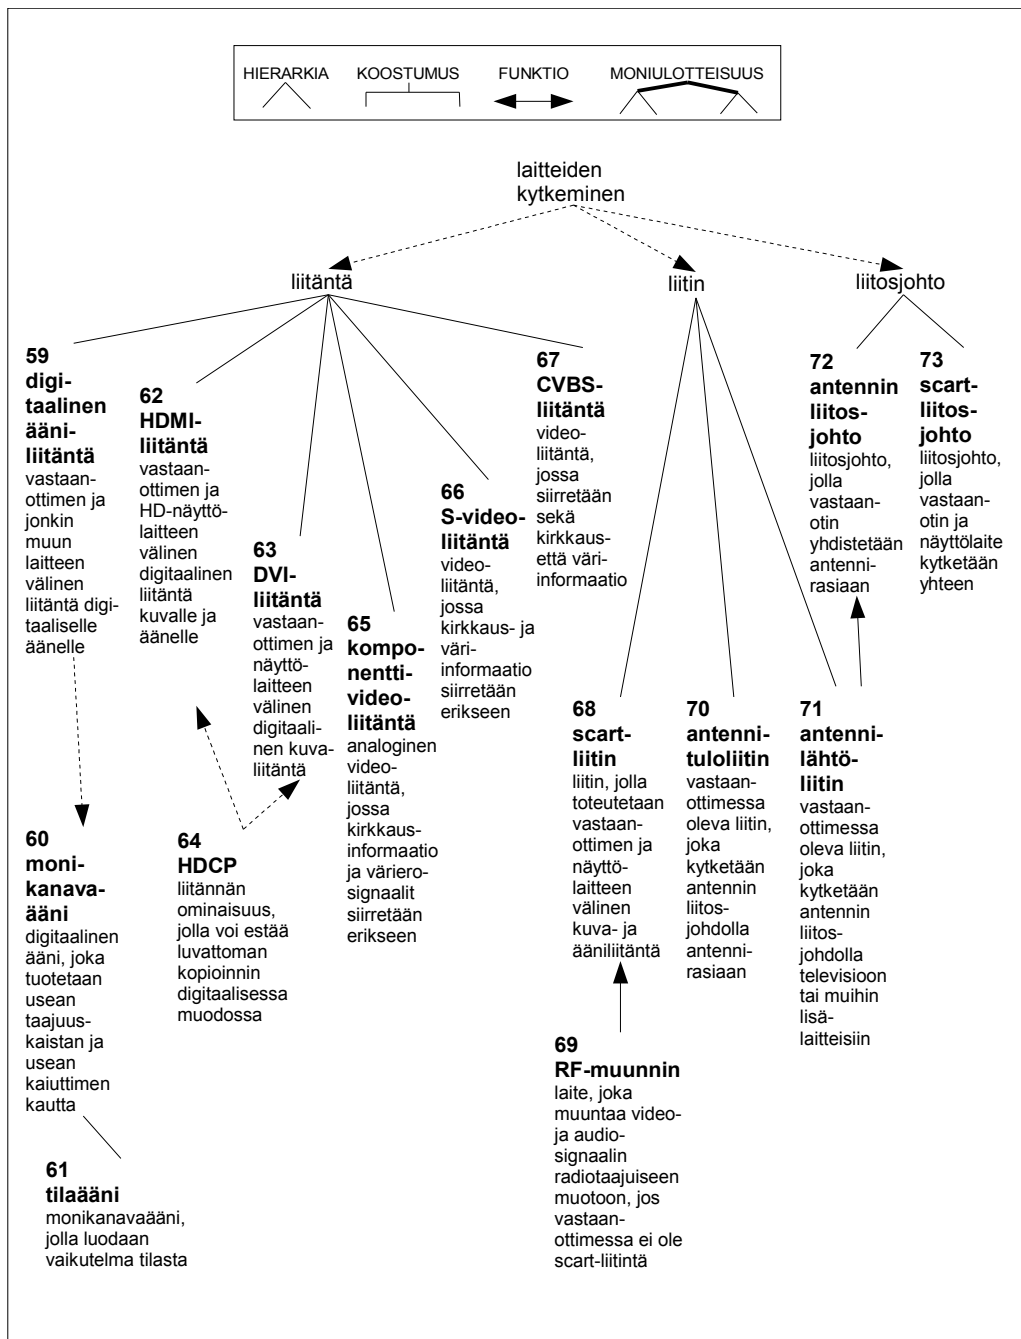 HIERARKIA KOOSTUMUS FUNKTIO MONIULOTTEISUUS
laitteiden
kytkeminen
liitäntä
liitin
liitosjohto
59
digi-
taalinen
ääni-
liitäntä
vastaan-
ottimen ja
jonkin
muun
laitteen
välinen
liitäntä digi-
taaliselle
äänelle
62
HDMI-
liitäntä
vastaan-
ottimen ja
HD-näyttö-
laitteen
välinen
digitaalinen
liitäntä
kuvalle ja
äänelle
63
DVI-
liitäntä
vastaan-
ottimen ja
näyttö-
laitteen
välinen
digitaali-
nen kuva-
liitäntä
65
kompo-
nentti-
video-
liitäntä
analoginen
video-
liitäntä,
jossa
kirkkaus-
informaatio
ja väriero-
signaalit
siirretään
erikseen
66
S-video-
liitäntä
video-
liitäntä,
jossa
kirkkaus- ja
väri-
informaatio
siirretään
erikseen
67
CVBS-
liitäntä
video-
liitäntä,
jossa
siirretään
sekä
kirkkaus-
että väri-
informaatio
72
antennin
liitos-
johto
liitosjohto,
jolla
vastaan-
otin
yhdistetään
antenni-
rasiaan
73
scart-
liitos-
johto
liitosjohto,
jolla
vastaan-
otin ja
näyttölaite
kytketään
yhteen
68
scart-
liitin
liitin, jolla
toteutetaan
vastaan-
ottimen ja
näyttö-
laitteen
välinen
kuva- ja
ääniliitäntä
70
antenni-
tuloliitin
vastaan-
ottimessa
oleva liitin,
joka
kytketään
antennin
liitos-
johdolla
antenni-
rasiaan
71
antenni-
lähtö-
liitin
vastaan-
ottimessa
oleva liitin,
joka
kytketään
antennin
liitos-
johdolla
televisioon
tai muihin
lisä-
laitteisiin
60
moni-
kanava-
ääni
digitaalinen
ääni, joka
tuotetaan
usean
taajuus-
kaistan ja
usean
kaiuttimen
kautta
64
HDCP
liitännän
ominaisuus,
jolla voi estää
luvattoman
kopioinnin
digitaalisessa
muodossa
69
RF-muunnin
laite, joka
muuntaa video-
ja audio-
signaalin
radiotaajuiseen
muotoon, jos
vastaan-
ottimessa ei ole
scart-liitintä
61
tilaääni
monikanavaääni,
jolla luodaan
vaikutelma tilasta